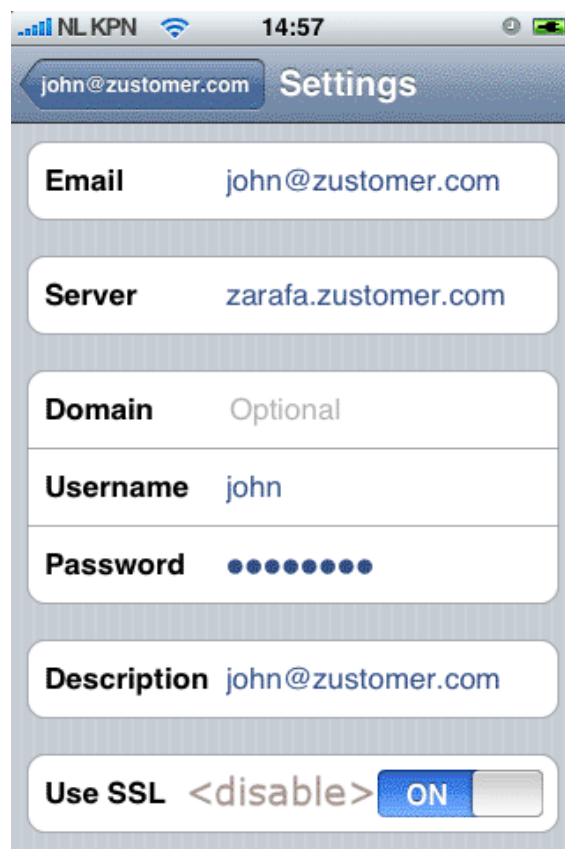 NL KPN 14:57
john@zustomer.com Settings
Email john@zustomer.com
Server zarafa.zustomer.com
Domain Optional
Username john
Password ●●●●●●●●
Description john@zustomer.com
Use SSL <disable> ON